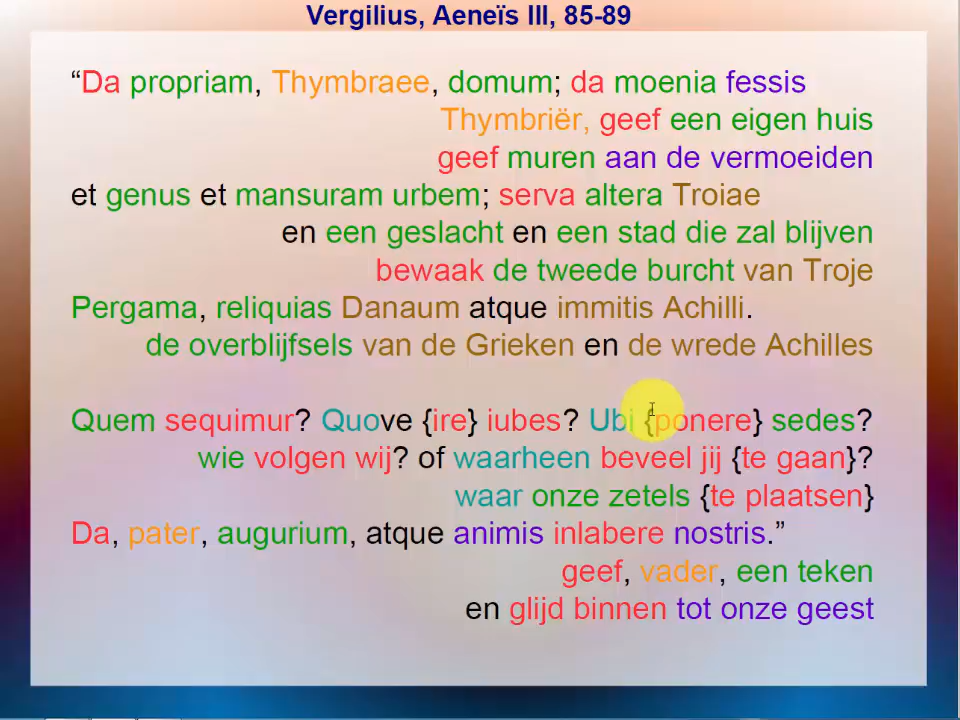 Vergilius, Aeneïs III, 85-89
“Da propriam, Thymbraee, domum; da moenia fessis
Thymbriër, geef een eigen huis
geef muren aan de vermoeiden
et genus et mansuram urbem; serva altera Troiae
en een geslacht en een stad die zal blijven
bewaak de tweede burcht van Troje
Pergama, reliquias Danaum atque immitis Achilli.
de overblijfsels van de Grieken en de wrede Achilles
Quem sequimur? Quove {ire} iubes? Ubi {ponere} sedes?
wie volgen wij? of waarheen beveel jij {te gaan}?
waar onze zetels {te plaatsen}
Da, pater, augurium, atque animis inlabere nostris.”
geef, vader, een teken
en glijd binnen tot onze geest